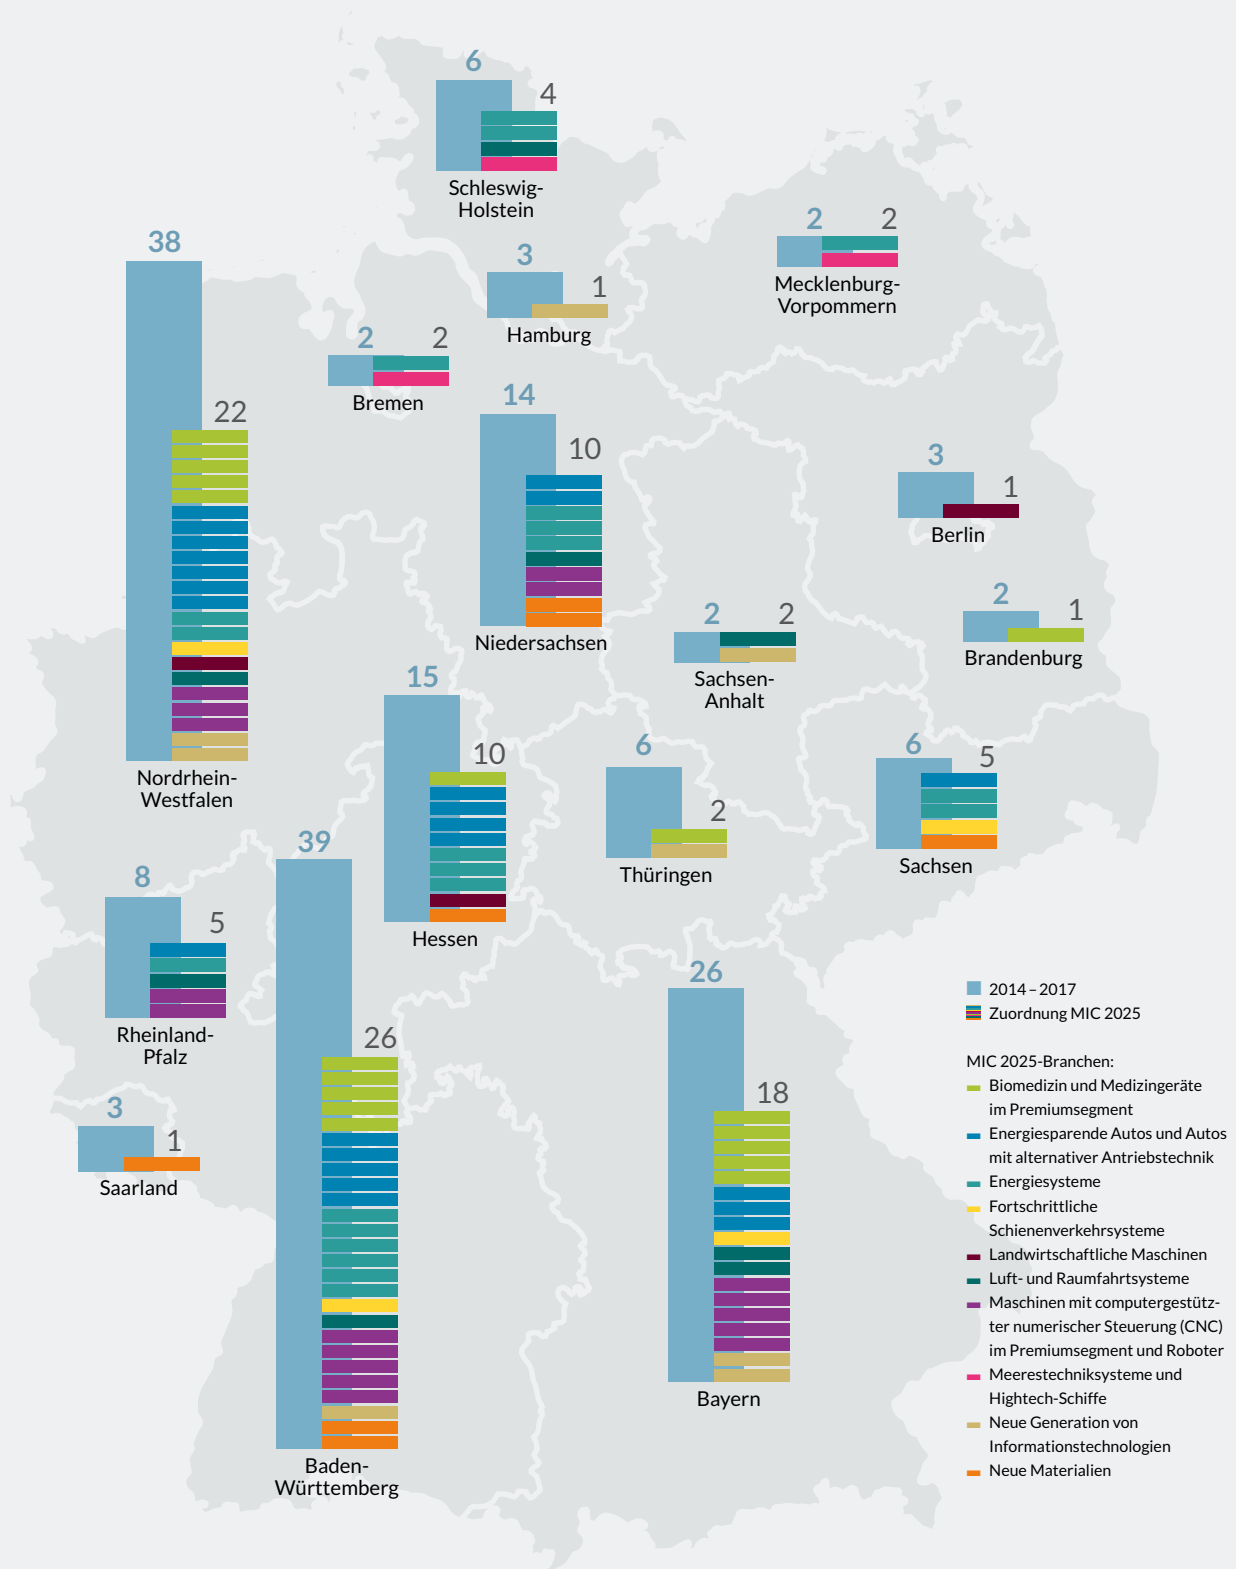 6
4
Schleswig-
Holstein
2
2
Mecklenburg-
Vorpommern
38
22
Nordrhein-
Westfalen
3
1
Hamburg
2
2
Bremen
14
10
Niedersachsen
3
1
Berlin
2
1
Brandenburg
2
2
Sachsen-
Anhalt
15
10
Hessen
6
2
Thüringen
6
5
Sachsen
39
26
Baden-
Württemberg
8
5
Rheinland-
Pfalz
3
1
Saarland
26
18
Bayern
2014 – 2017
Zuordnung MIC 2025
MIC 2025-Branchen:
Biomedizin und Medizingeräte
im Premiumsegment
Energiesparende Autos und Autos
mit alternativer Antriebstechnik
Energiesysteme
Fortschrittliche
Schienenverkehrsysteme
Landwirtschaftliche Maschinen
Luft- und Raumfahrtsysteme
Maschinen mit computergestütz-
ter numerischer Steuerung (CNC)
im Premiumsegment und Roboter
Meerestechniksysteme und
Hightech-Schiffe
Neue Generation von
Informationstechnologien
Neue Materialien